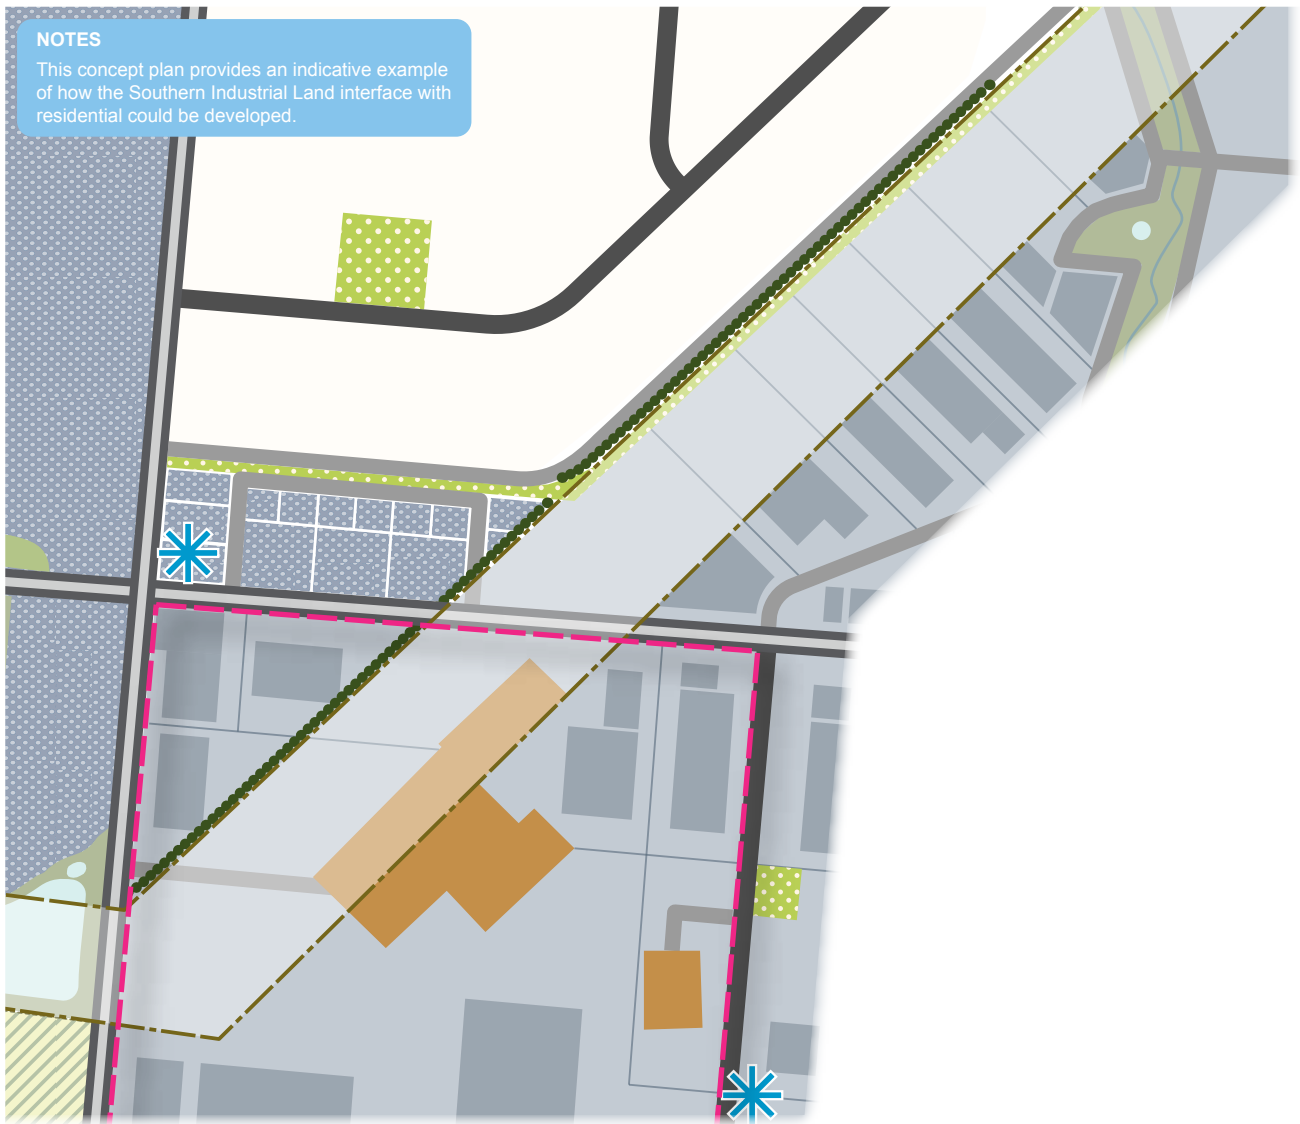 NOTES
This concept plan provides an indicative example
of how the Southern Industrial Land interface with
residential could be developed.